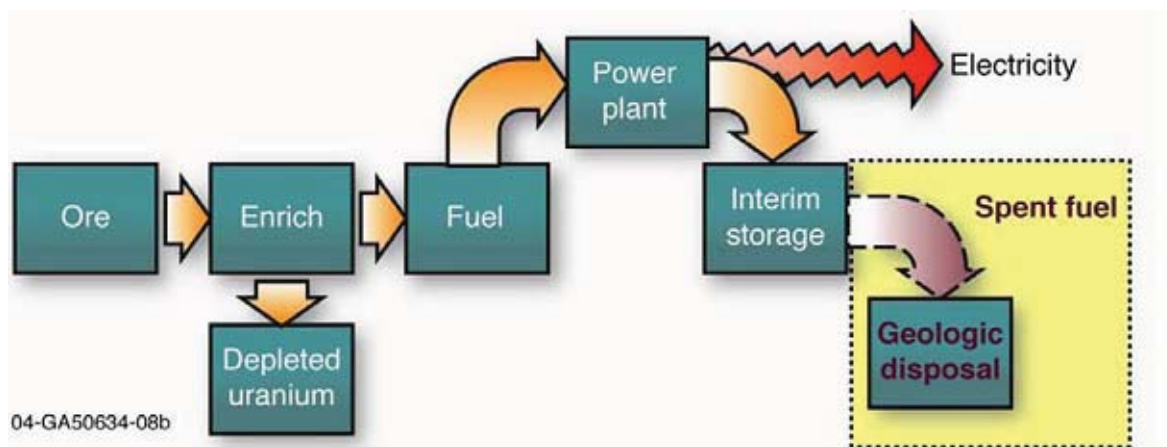 Ore
Enrich
Fuel
Power
plant
Electricity
Interim
storage
Spent fuel
Geologic
disposal
Depleted
uranium
04-GA50634-08b